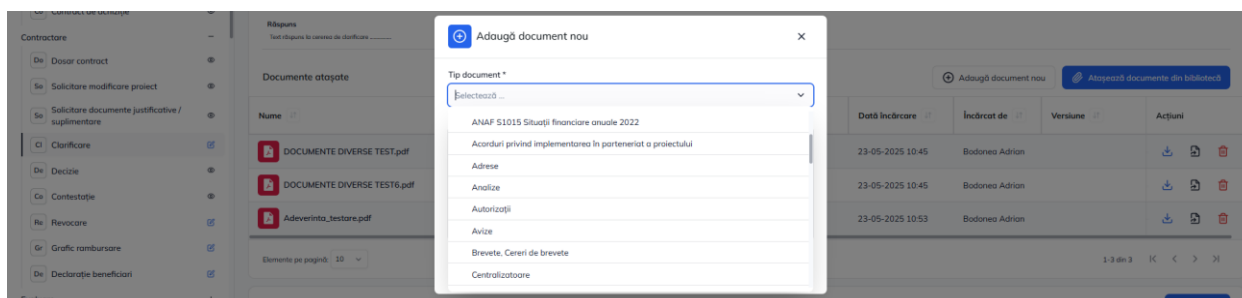 Co Contract de achiziție
Contractare
Do Dosar contract
So Solicitare modificare proiect
So Solicitare documente justificative /
suplimentare
Cl Clarificare
De Decizie
Co Contestație
Re Revocare
Gr Grafic rambursare
De Declarație beneficiari
Răspuns
Text răspuns la cererea de clarificare
Documente atașate
Adaugă document nou
Atașează documente din bibliotecă
Nume
Dată încărcare
Încărcat de
Versiune
Acțiuni
DOCUMENTE DIVERSE TEST.pdf
23-05-2025 10:45
Bodonea Adrian
DOCUMENTE DIVERSE TEST6.pdf
23-05-2025 10:45
Bodonea Adrian
Adeverinta_testare.pdf
23-05-2025 10:53
Bodonea Adrian
Elemente pe pagină 10
1-3 din 3
Adaugă document nou
Tip document *
Selectează ...
ANAF S1015 Situații financiare anuale 2022
Acorduri privind implementarea în parteneriat a proiectului
Adrese
Analize
Autorizații
Avize
Brevete, Cereri de brevete
Centralizatoare